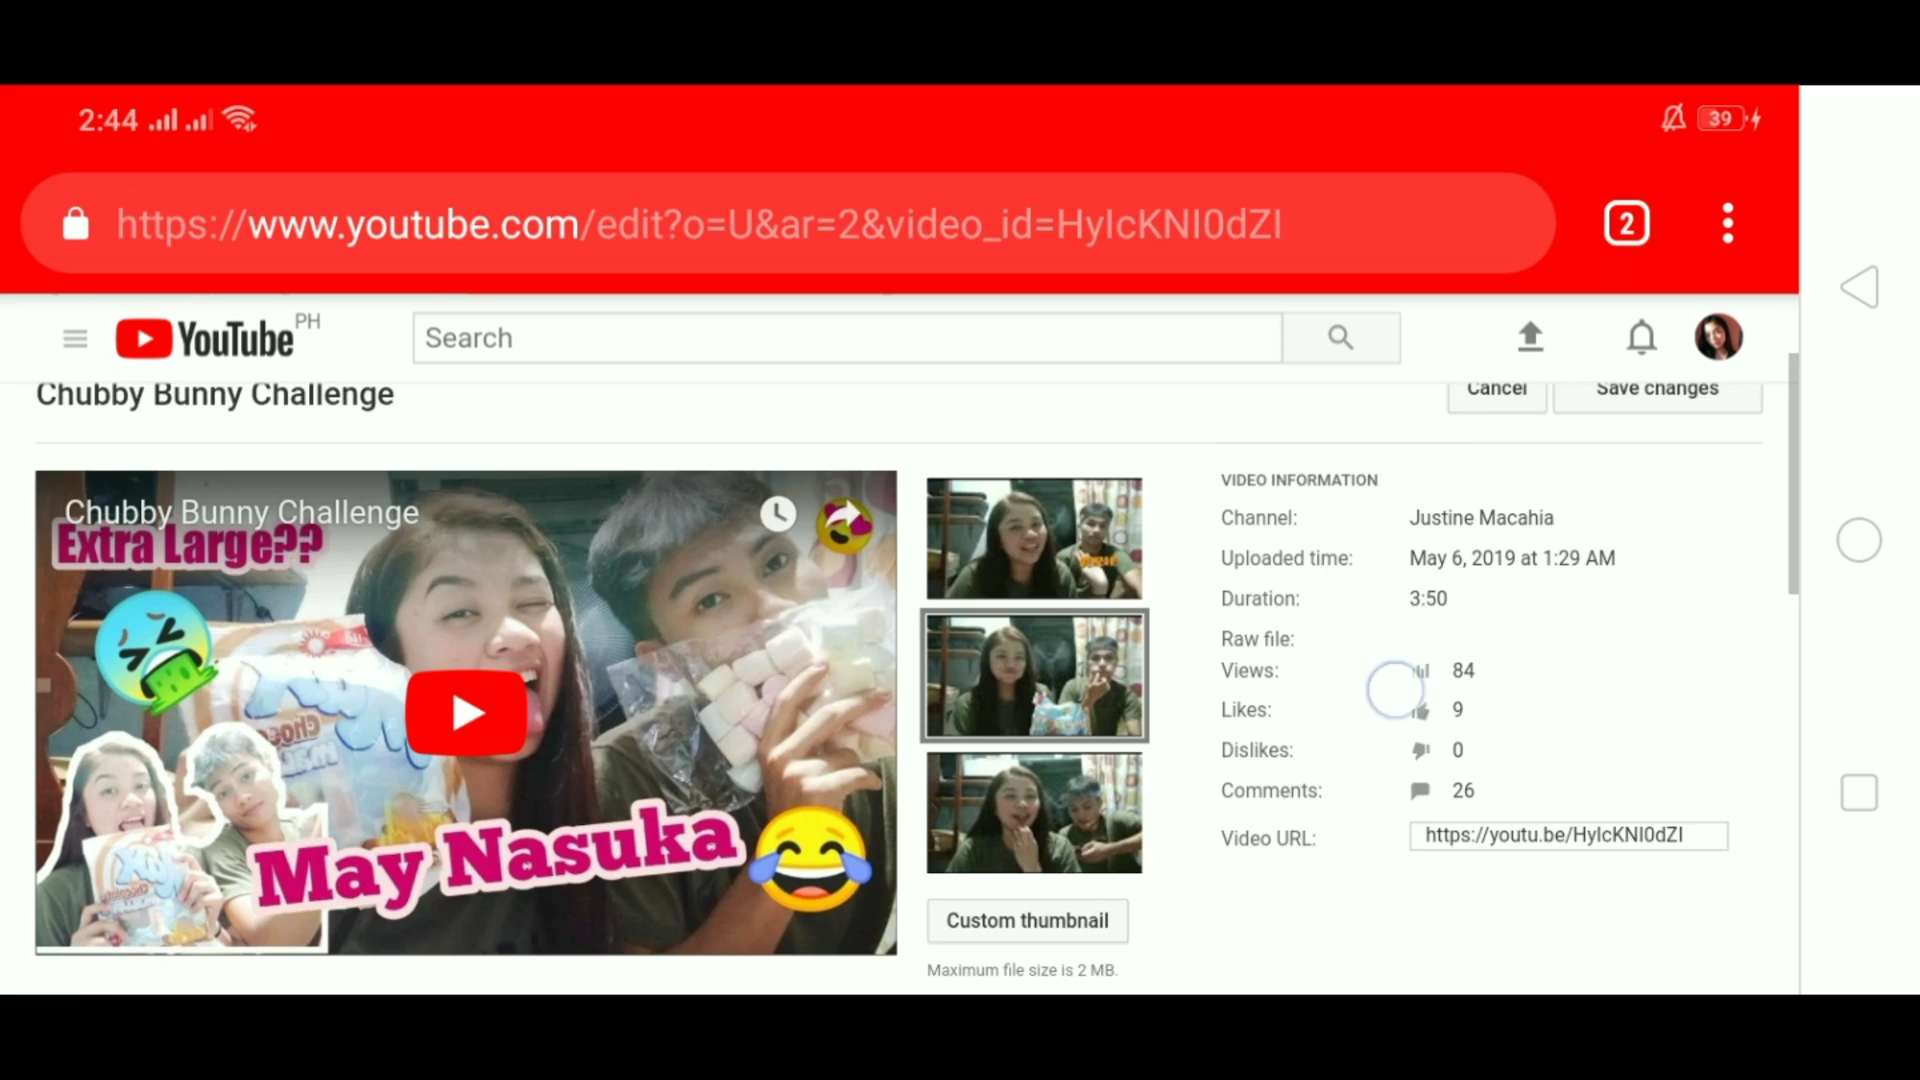 2:44
39
https://www.youtube.com/edit?o=U&ar=2&video_id=HyIcKNI0dZI
2
YouTube PH
Search
Chubby Bunny Challenge
Cancel
Save changes
Chubby Bunny Challenge
Extra Large??
May Nasuka
Custom thumbnail
Maximum file size is 2 MB.
VIDEO INFORMATION
Channel: Justine Macahia
Uploaded time: May 6, 2019 at 1:29 AM
Duration: 3:50
Raw file:
Views: 84
Likes: 9
Dislikes: 0
Comments: 26
Video URL: https://youtu.be/HyIcKNI0dZI